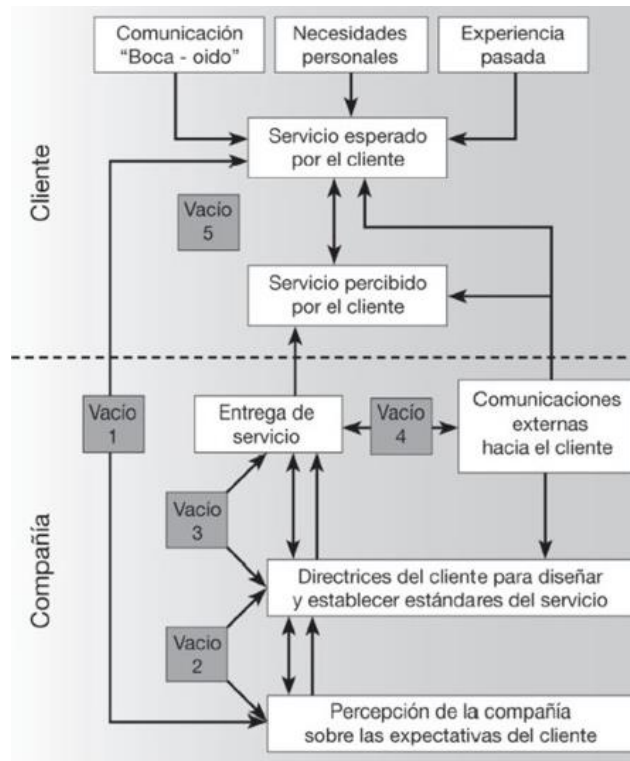 Comunicación
"Boca - oido"
Necesidades
personales
Experiencia
pasada
Cliente
Servicio esperado
por el cliente
Vacío
5
Servicio percibido
por el cliente
Compañía
Vacío
1
Entrega de
servicio
Vacío
4
Comunicaciones
externas
hacia el cliente
Vacío
3
Directrices del cliente para diseñar
y establecer estándares del servicio
Vacío
2
Percepción de la compañía
sobre las expectativas del cliente